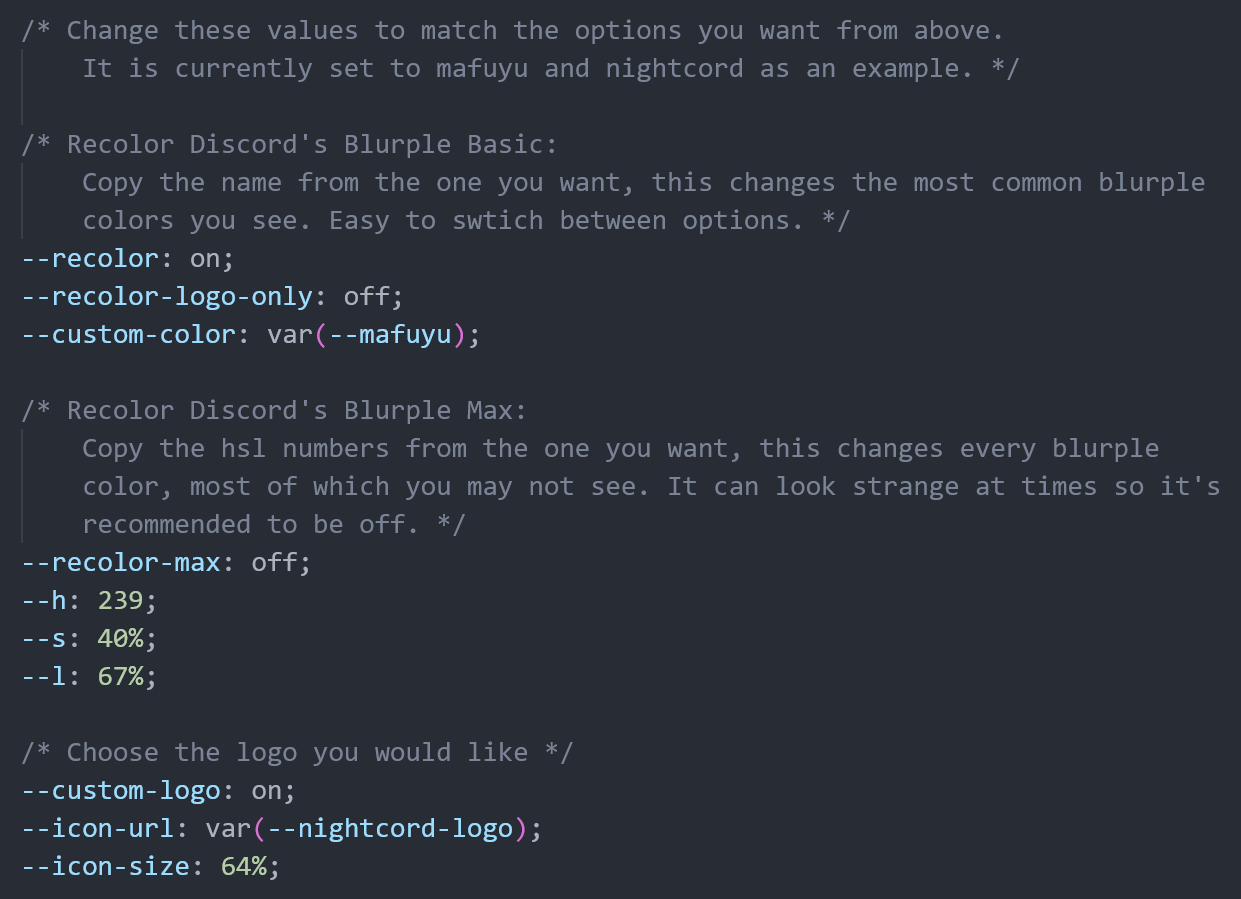 /* Change these values to match the options you want from above.
It is currently set to mafuyu and nightcord as an example. */
/* Recolor Discord's Blurple Basic:
Copy the name from the one you want, this changes the most common blurple
colors you see. Easy to swtich between options. */
--recolor: on;
--recolor-logo-only: off;
--custom-color: var(--mafuyu);
/* Recolor Discord's Blurple Max:
Copy the hsl numbers from the one you want, this changes every blurple
color, most of which you may not see. It can look strange at times so it's
recommended to be off. */
--recolor-max: off;
--h: 239;
--s: 40%;
--l: 67%;
/* Choose the logo you would like */
--custom-logo: on;
--icon-url: var(--nightcord-logo);
--icon-size: 64%;